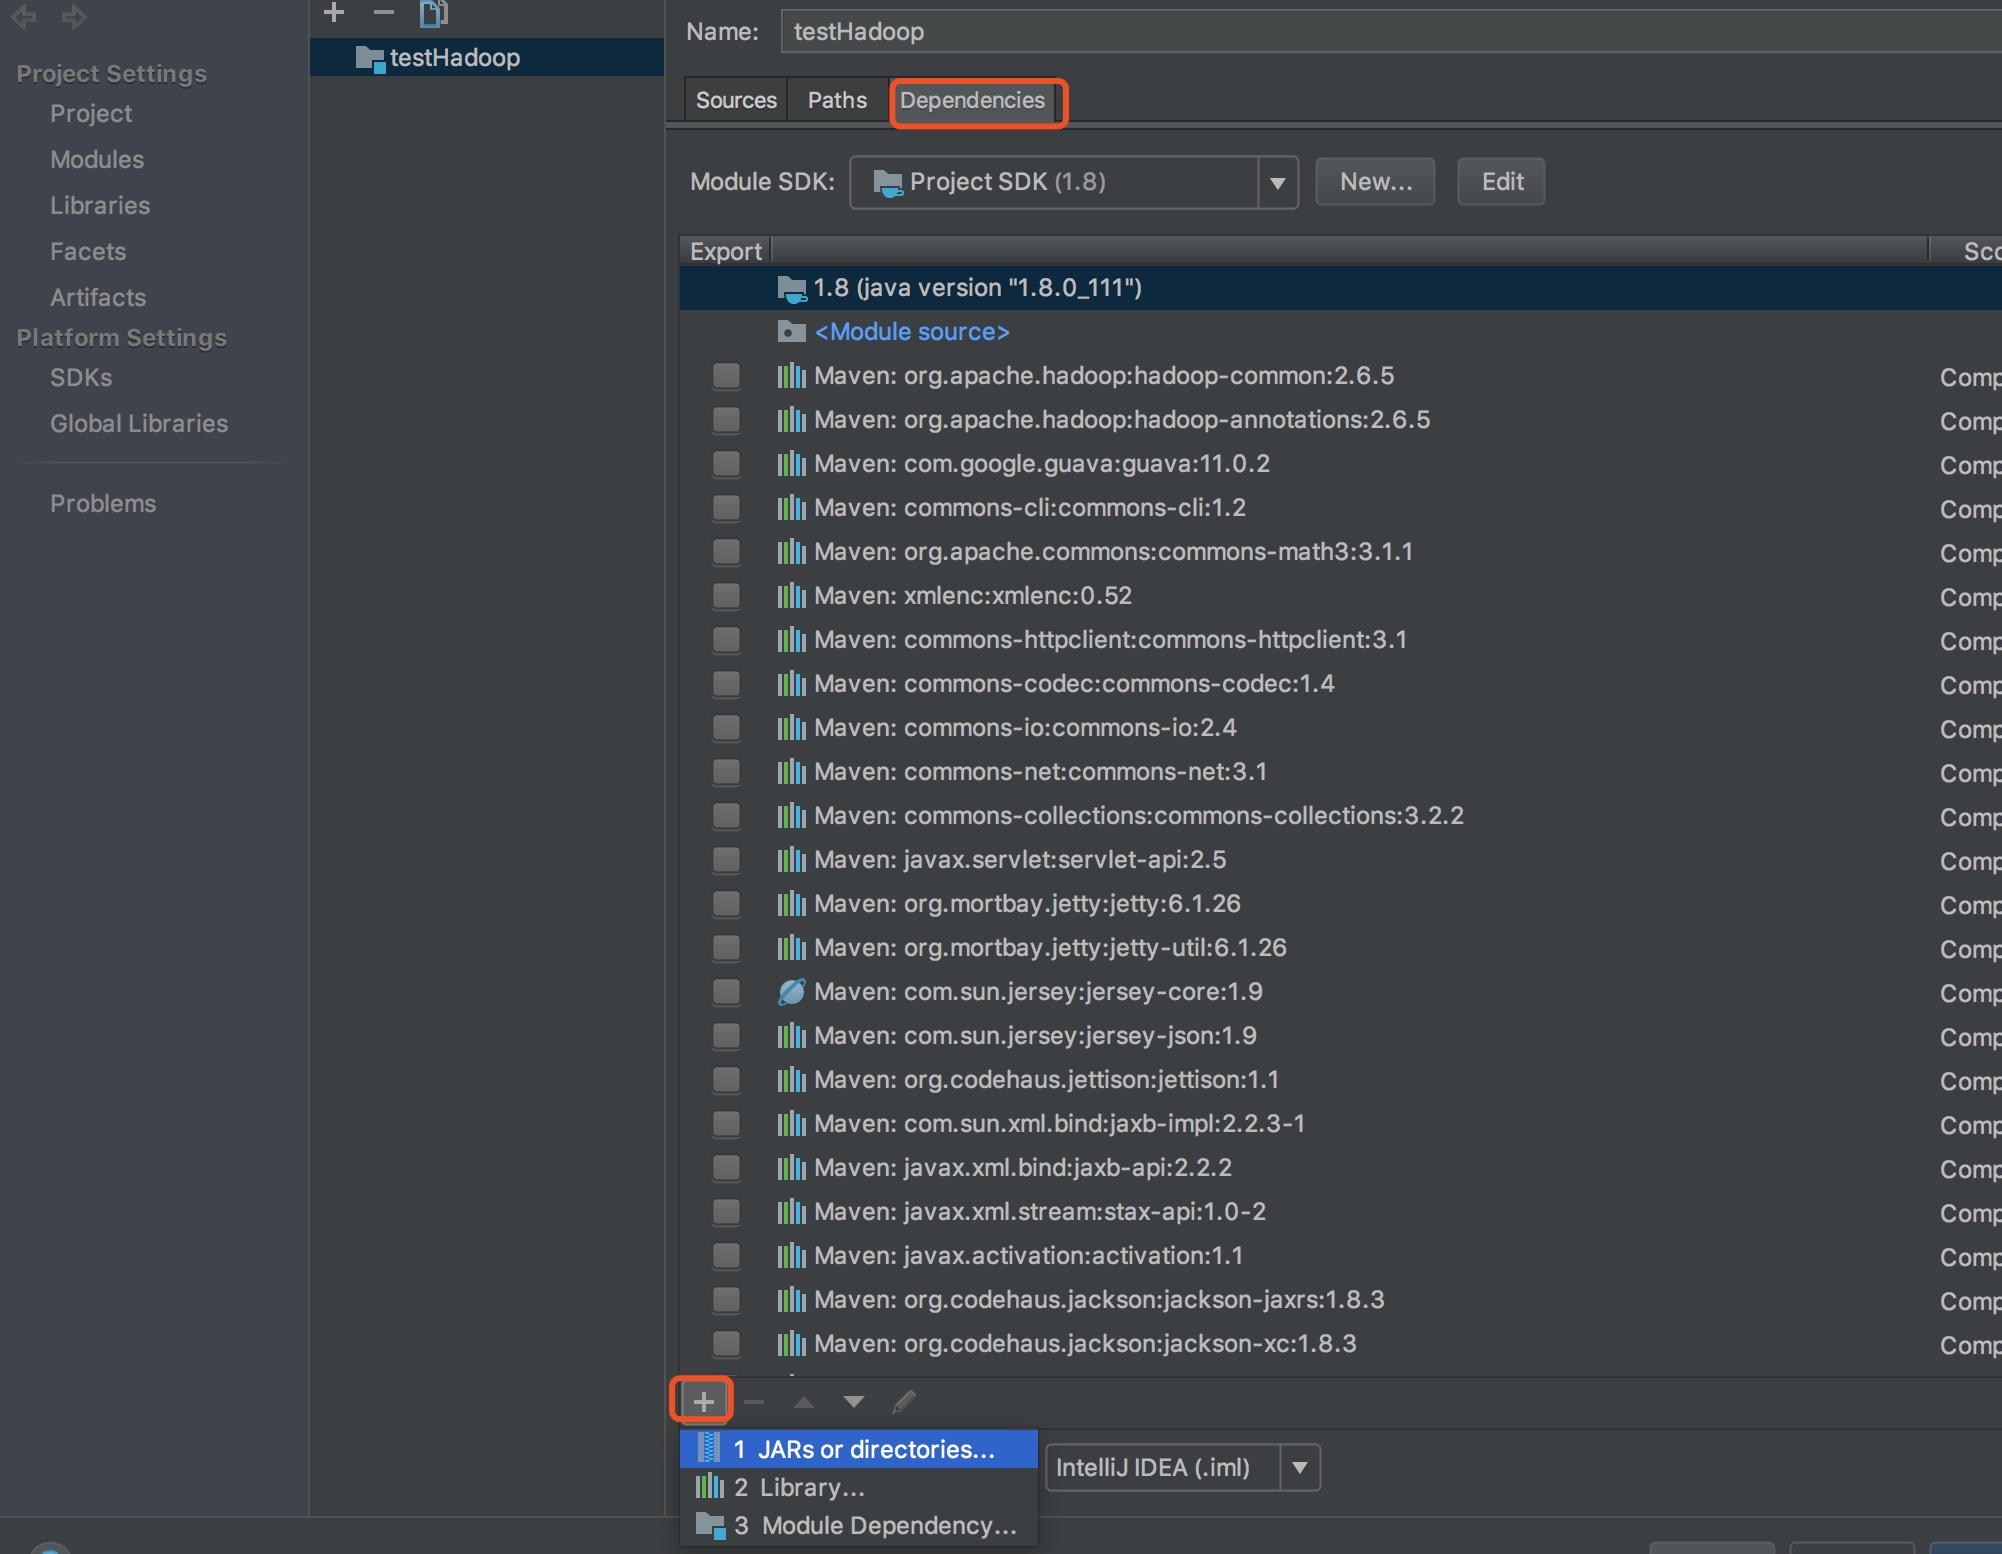 Project Settings
Project
Modules
Libraries
Facets
Artifacts
Platform Settings
SDKs
Global Libraries
Problems
testHadoop
Name: testHadoop
Sources Paths Dependencies
Module SDK: Project SDK (1.8) New... Edit
Export Sco
1.8 (java version "1.8.0_111")
<Module source>
Maven: org.apache.hadoop:hadoop-common:2.6.5 Comp
Maven: org.apache.hadoop:hadoop-annotations:2.6.5 Comp
Maven: com.google.guava:guava:11.0.2 Comp
Maven: commons-cli:commons-cli:1.2 Comp
Maven: org.apache.commons:commons-math3:3.1.1 Comp
Maven: xmlenc:xmlenc:0.52 Comp
Maven: commons-httpclient:commons-httpclient:3.1 Comp
Maven: commons-codec:commons-codec:1.4 Comp
Maven: commons-io:commons-io:2.4 Comp
Maven: commons-net:commons-net:3.1 Comp
Maven: commons-collections:commons-collections:3.2.2 Comp
Maven: javax.servlet:servlet-api:2.5 Comp
Maven: org.mortbay.jetty:jetty:6.1.26 Comp
Maven: org.mortbay.jetty:jetty-util:6.1.26 Comp
Maven: com.sun.jersey:jersey-core:1.9 Comp
Maven: com.sun.jersey:jersey-json:1.9 Comp
Maven: org.codehaus.jettison:jettison:1.1 Comp
Maven: com.sun.xml.bind:jaxb-impl:2.2.3-1 Comp
Maven: javax.xml.bind:jaxb-api:2.2.2 Comp
Maven: javax.xml.stream:stax-api:1.0-2 Comp
Maven: javax.activation:activation:1.1 Comp
Maven: org.codehaus.jackson:jackson-jaxrs:1.8.3 Comp
Maven: org.codehaus.jackson:jackson-xc:1.8.3 Comp
1 JARs or directories...
IntelliJ IDEA (.iml)
2 Library...
3 Module Dependency...